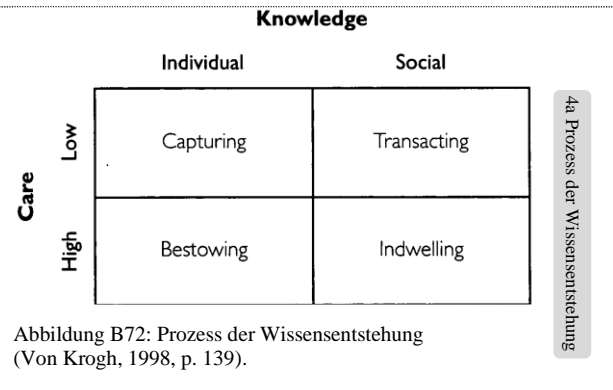 Knowledge
Individual Social
Care
Low
Capturing Transacting
High
Bestowing Indwelling
4a Prozess der Wissensentstehung
Abbildung B72: Prozess der Wissensentstehung
(Von Krogh, 1998, p. 139).